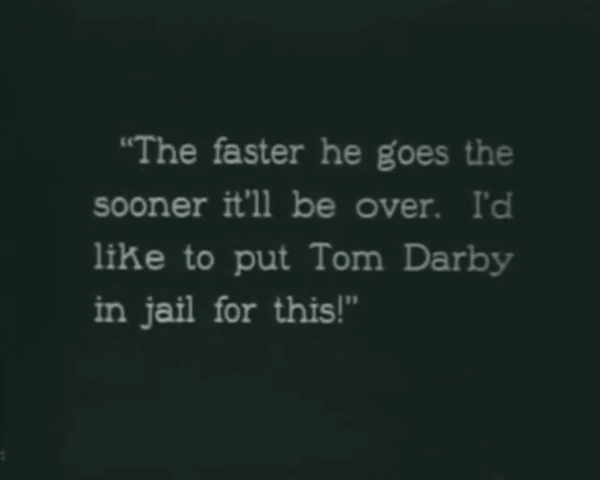 “The faster he goes the
sooner it'll be over. I'd
like to put Tom Darby
in jail for this!”